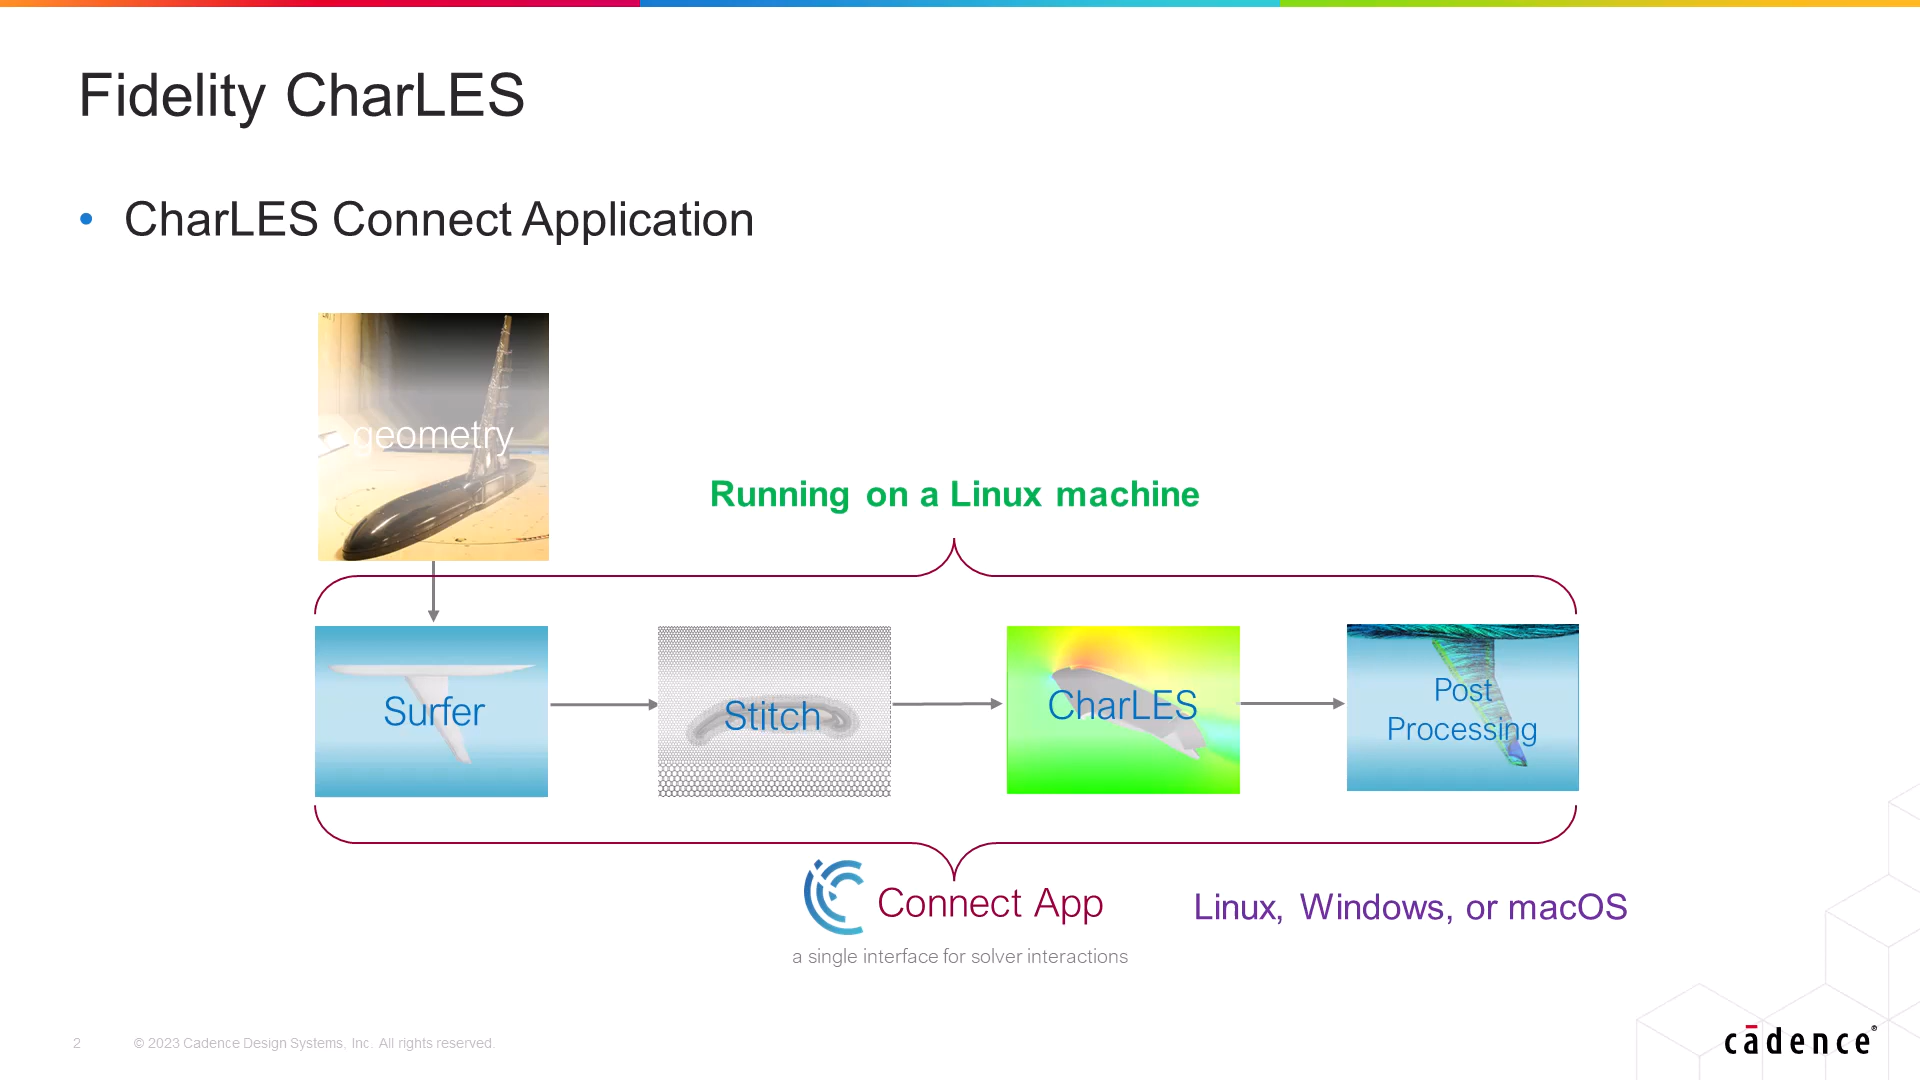 Fidelity CharLES
• CharLES Connect Application
geometry
Running on a Linux machine
Surfer
Stitch
CharLES
Post
Processing
Connect App
Linux, Windows, or macOS
a single interface for solver interactions
2
© 2023 Cadence Design Systems, Inc. All rights reserved.
cādence®